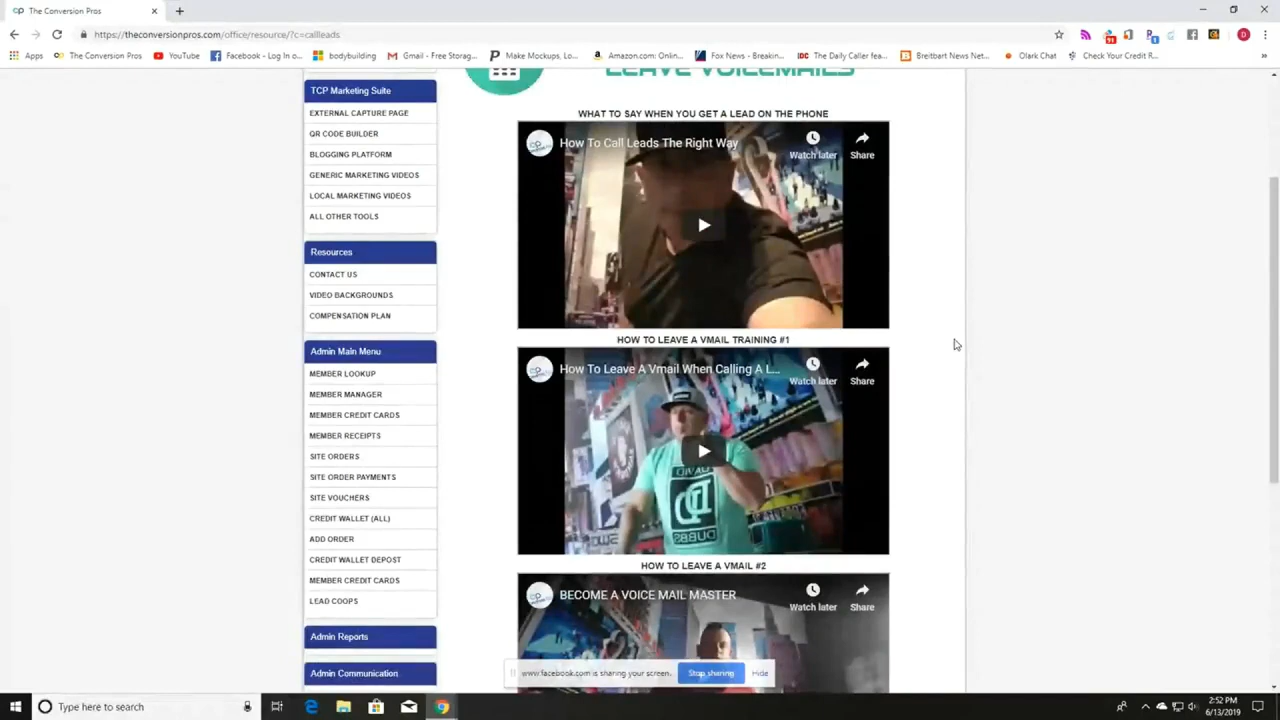 The Conversion Pros
https://theconversionpros.com/office/resource/?c=callleads
91
1
D
Apps
The Conversion Pros
YouTube
Facebook - Log In o...
bodybuilding
Gmail - Free Storag...
Make Mockups, Lo...
Amazon.com: Onlin...
Fox News - Breakin...
The Daily Caller fea...
Breitbart News Net...
Olark Chat
Check Your Credit R...
LEAVE VOICEMAILS
TCP Marketing Suite
EXTERNAL CAPTURE PAGE
QR CODE BUILDER
BLOGGING PLATFORM
GENERIC MARKETING VIDEOS
LOCAL MARKETING VIDEOS
ALL OTHER TOOLS
Resources
CONTACT US
VIDEO BACKGROUNDS
COMPENSATION PLAN
Admin Main Menu
MEMBER LOOKUP
MEMBER MANAGER
MEMBER CREDIT CARDS
MEMBER RECEIPTS
SITE ORDERS
SITE ORDER PAYMENTS
SITE VOUCHERS
CREDIT WALLET (ALL)
ADD ORDER
CREDIT WALLET DEPOST
MEMBER CREDIT CARDS
LEAD COOPS
Admin Reports
Admin Communication
WHAT TO SAY WHEN YOU GET A LEAD ON THE PHONE
How To Call Leads The Right Way
Watch later
Share
HOW TO LEAVE A VMAIL TRAINING #1
How To Leave A Vmail When Calling A L...
Watch later
Share
DAVID
DUBBS
HOW TO LEAVE A VMAIL #2
BECOME A VOICE MAIL MASTER
Watch later
Share
www.facebook.com is sharing your screen.
Stop sharing
Hide
Type here to search
2:52 PM
6/13/2019